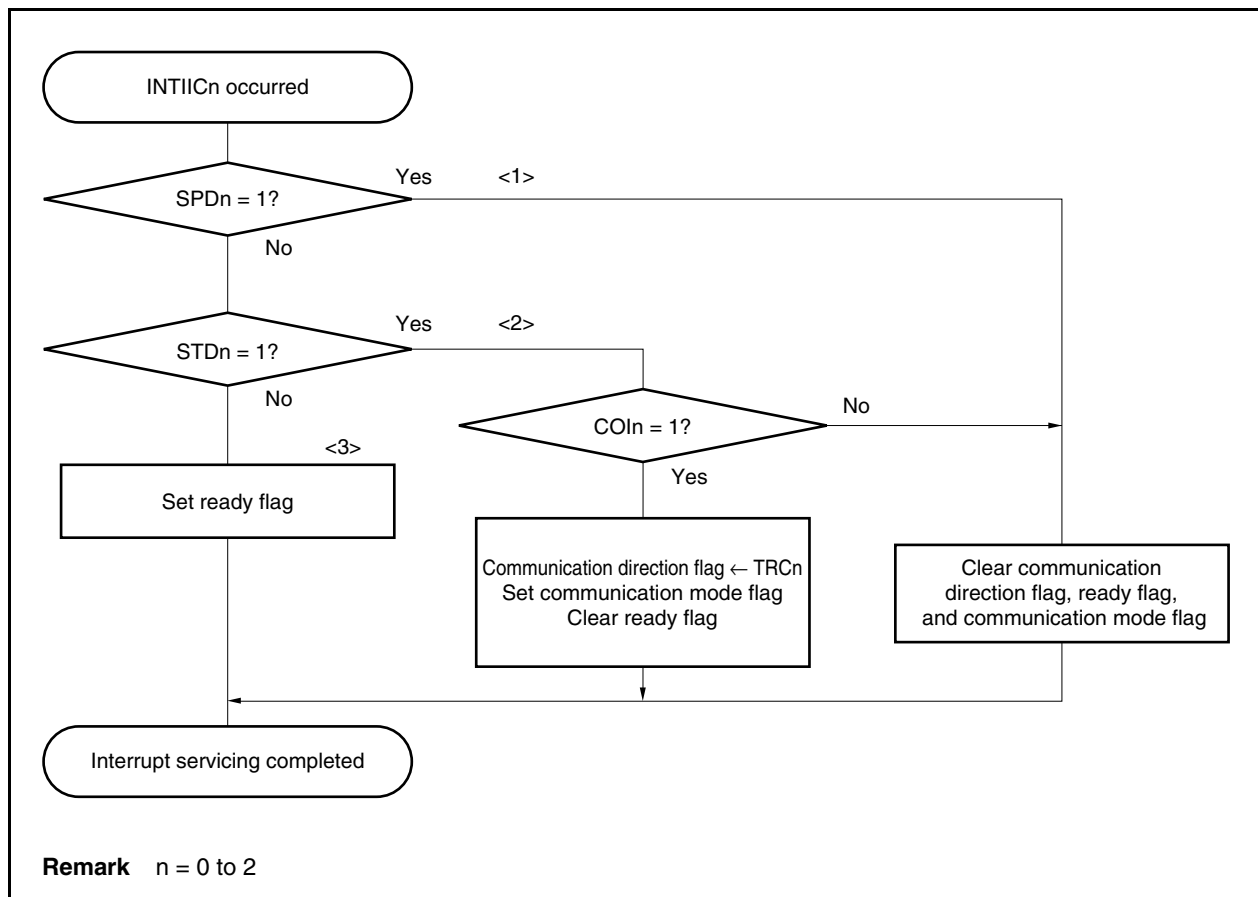 INTIICn occurred
SPDn = 1?
Yes
<1>
No
STDn = 1?
Yes
<2>
No
COIn = 1?
No
Yes
<3>
Set ready flag
Communication direction flag ← TRCn
Set communication mode flag
Clear ready flag
Clear communication
direction flag, ready flag,
and communication mode flag
Interrupt servicing completed
Remark n = 0 to 2